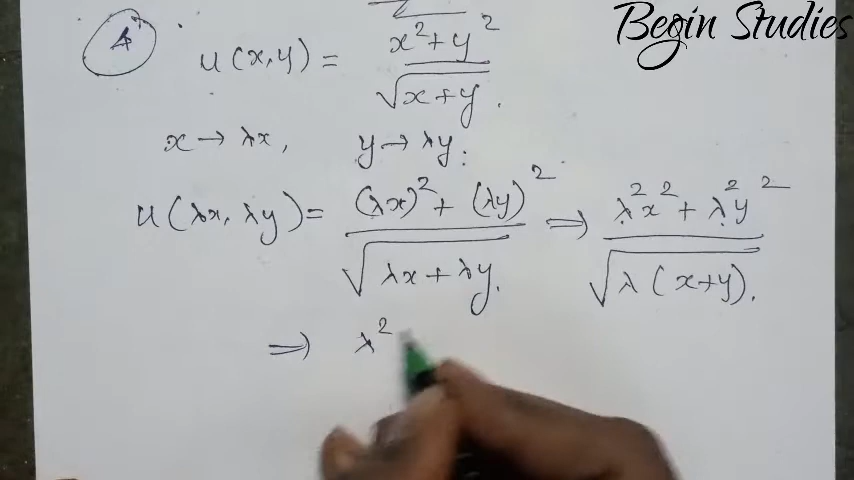 Begin Studies
A
u(x,y) = x²+y² / √x+y.
x → λx, y → λy:
u(λx, λy) = (λx)² + (λy)² / √λx+λy. ⇒ λ²x² + λ²y² / √λ(x+y).
⇒ λ²